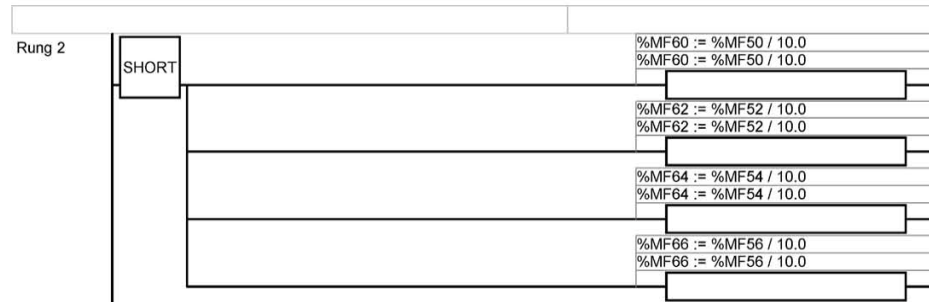 Rung 2
SHORT
%MF60 := %MF50 / 10.0
%MF60 := %MF50 / 10.0
%MF62 := %MF52 / 10.0
%MF62 := %MF52 / 10.0
%MF64 := %MF54 / 10.0
%MF64 := %MF54 / 10.0
%MF66 := %MF56 / 10.0
%MF66 := %MF56 / 10.0